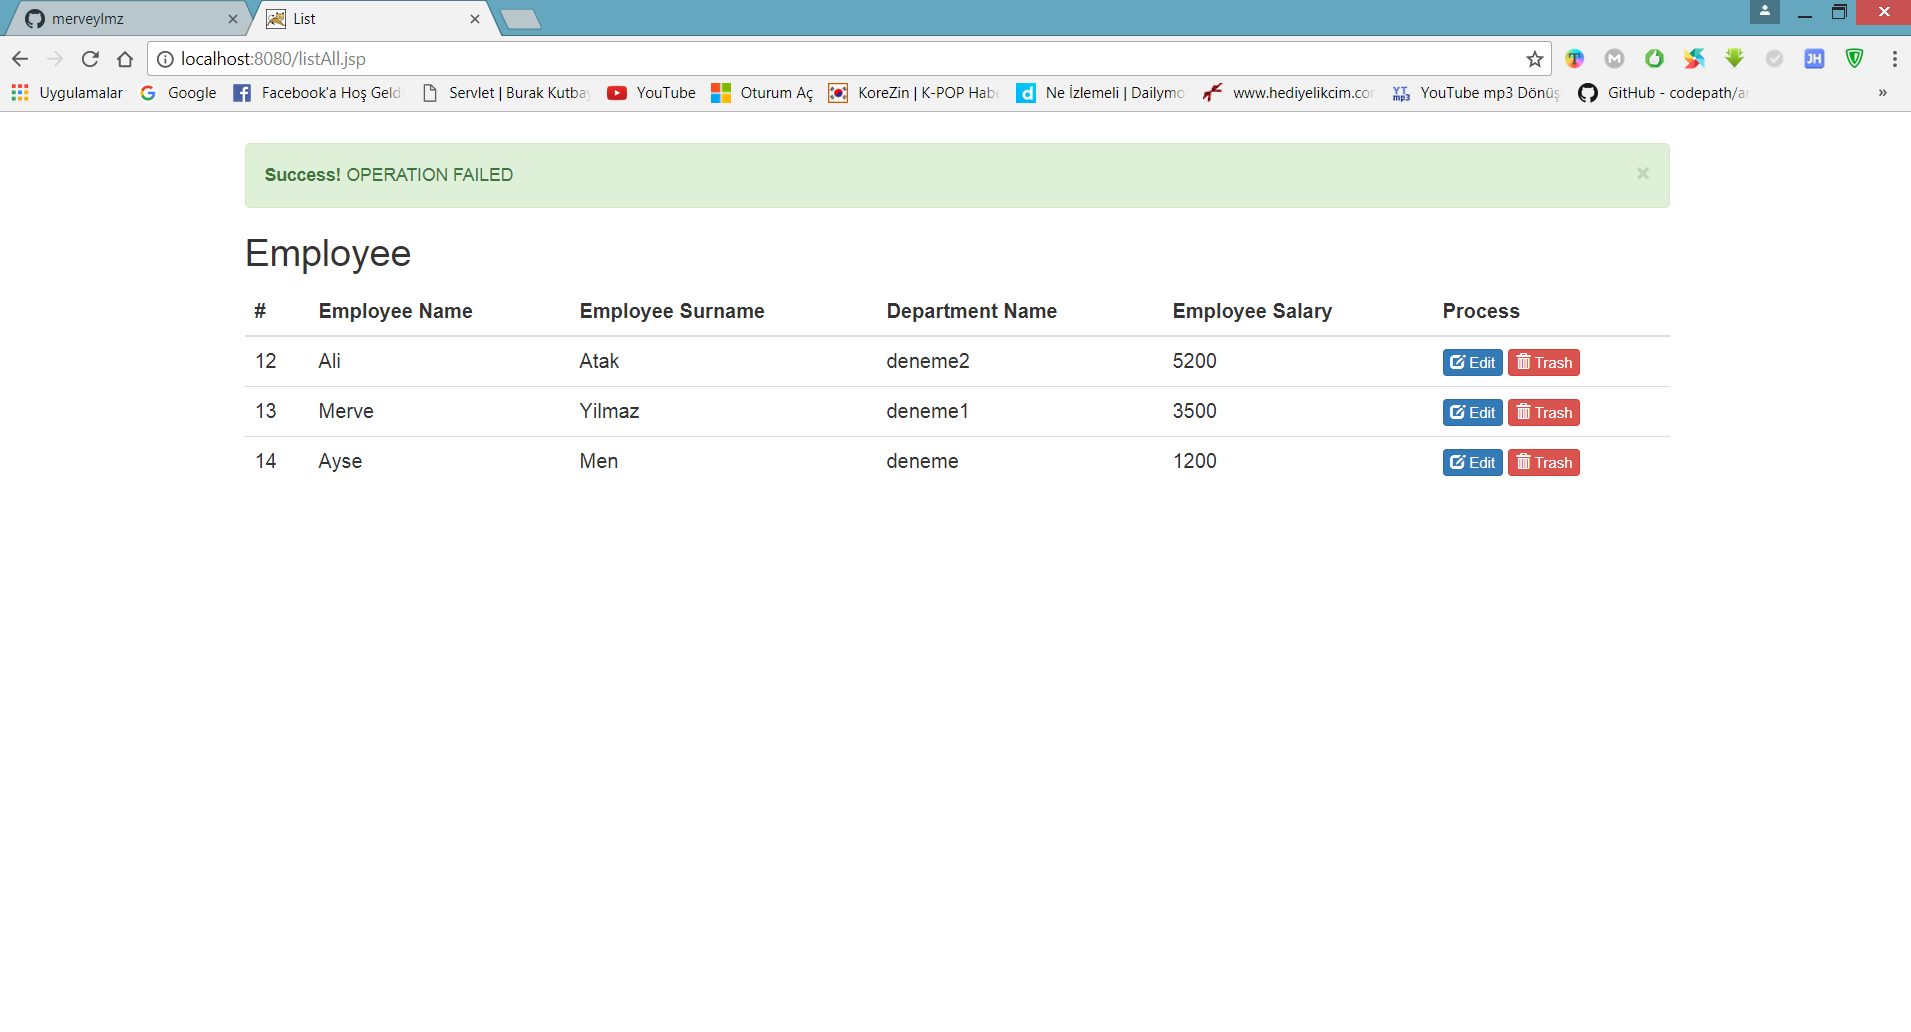 merveylmz
List
localhost:8080/listAll.jsp
Uygulamalar Google Facebook'a Hoş Geld Servlet | Burak Kutbay YouTube Oturum Aç KoreZin | K-POP Habe Ne İzlemeli | Dailymo www.hediyelikcim.co YouTube mp3 Dönüş GitHub - codepath/a »
Success! OPERATION FAILED ×
Employee
# Employee Name Employee Surname Department Name Employee Salary Process
12 Ali Atak deneme2 5200 Edit Trash
13 Merve Yilmaz deneme1 3500 Edit Trash
14 Ayse Men deneme 1200 Edit Trash